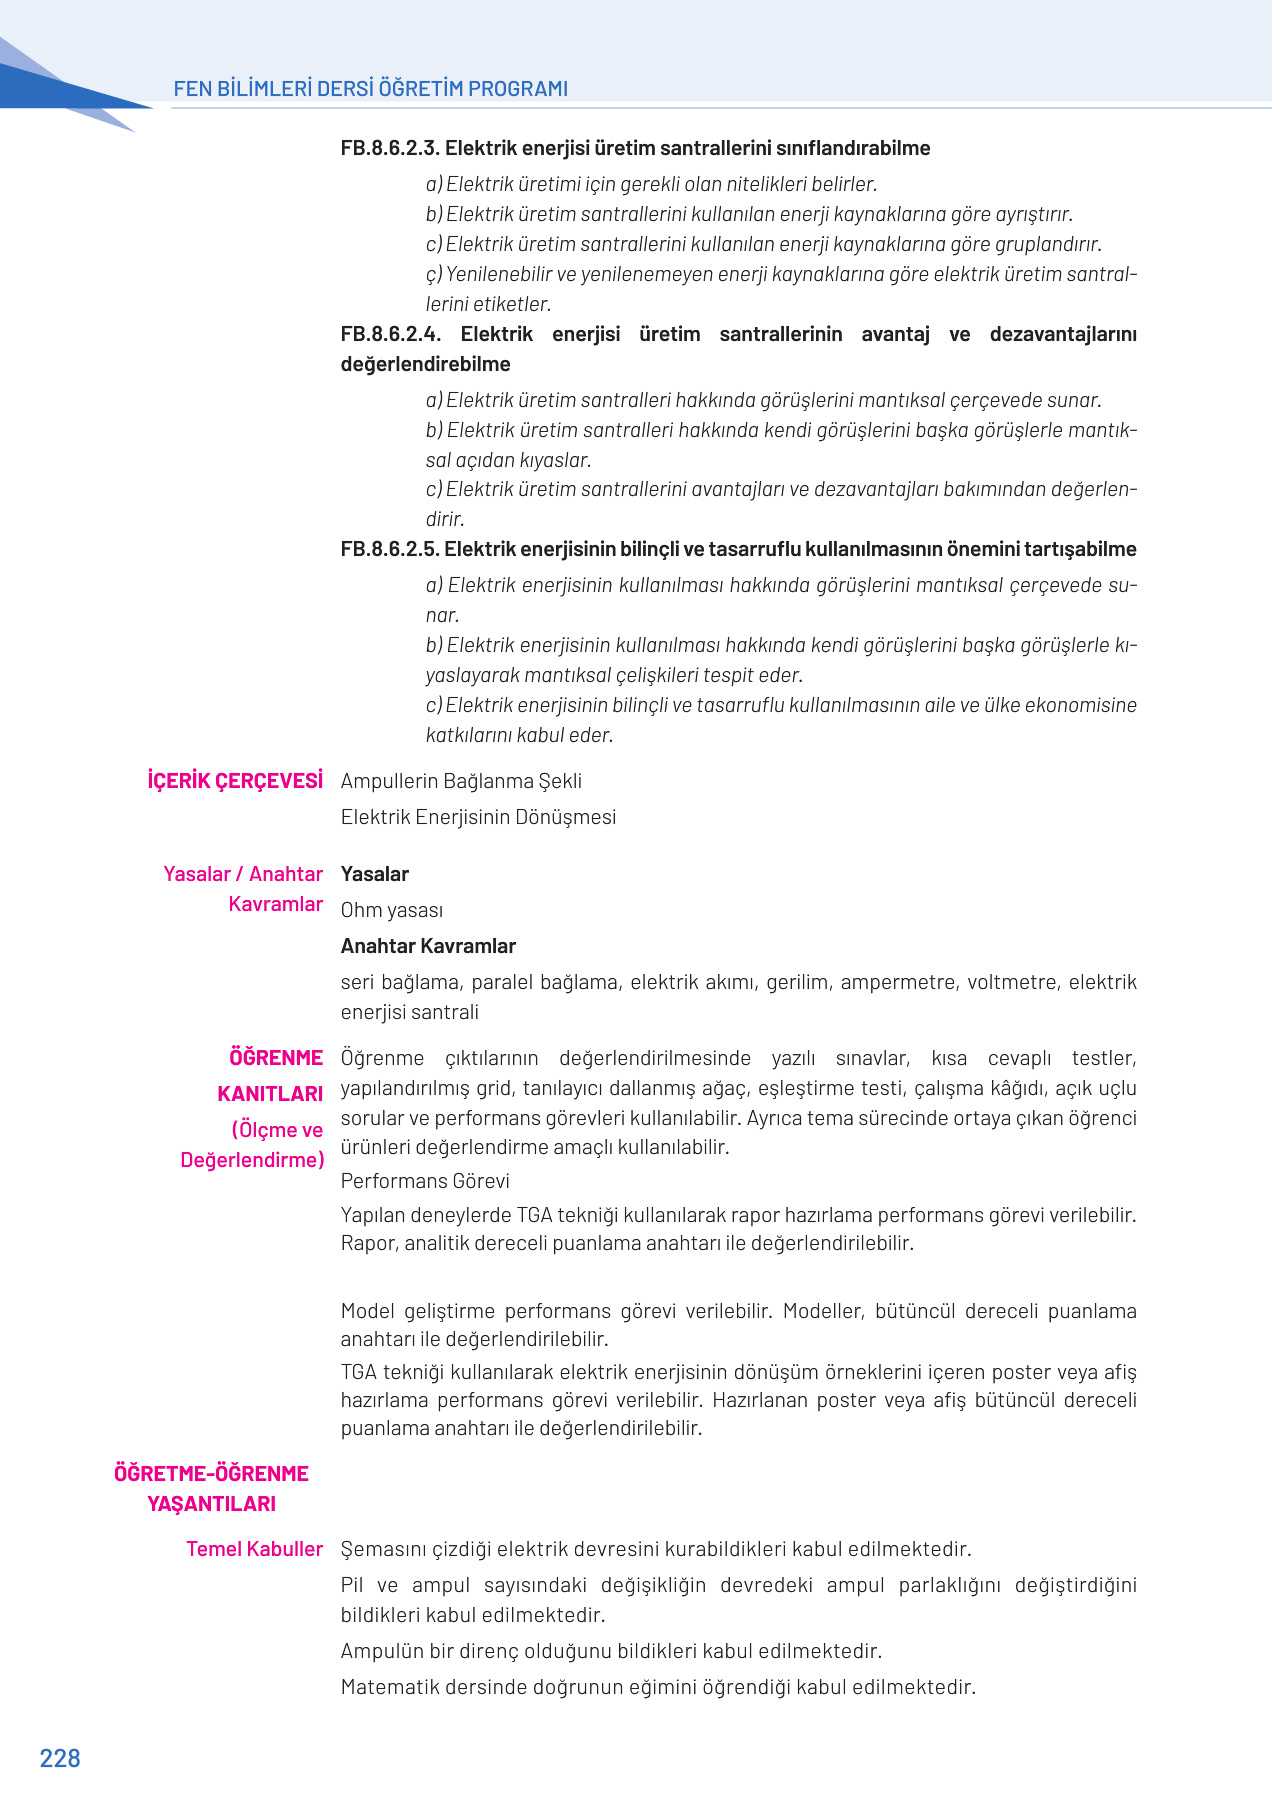 FEN BİLİMLERİ DERSİ ÖĞRETİM PROGRAMI
FB.8.6.2.3. Elektrik enerjisi üretim santrallerini sınıflandırabilme
a) Elektrik üretimi için gerekli olan nitelikleri belirler.
b) Elektrik üretim santrallerini kullanılan enerji kaynaklarına göre ayrıştırır.
c) Elektrik üretim santrallerini kullanılan enerji kaynaklarına göre gruplandırır.
ç) Yenilenebilir ve yenilenemeyen enerji kaynaklarına göre elektrik üretim santral-
lerini etiketler.
FB.8.6.2.4. Elektrik enerjisi üretim santrallerinin avantaj ve dezavantajlarını
değerlendirebilme
a) Elektrik üretim santralleri hakkında görüşlerini mantıksal çerçevede sunar.
b) Elektrik üretim santralleri hakkında kendi görüşlerini başka görüşlerle mantık-
sal açıdan kıyaslar.
c) Elektrik üretim santrallerini avantajları ve dezavantajları bakımından değerlen-
dirir.
FB.8.6.2.5. Elektrik enerjisinin bilinçli ve tasarruflu kullanılmasının önemini tartışabilme
a) Elektrik enerjisinin kullanılması hakkında görüşlerini mantıksal çerçevede su-
nar.
b) Elektrik enerjisinin kullanılması hakkında kendi görüşlerini başka görüşlerle kı-
yaslayarak mantıksal çelişkileri tespit eder.
c) Elektrik enerjisinin bilinçli ve tasarruflu kullanılmasının aile ve ülke ekonomisine
katkılarını kabul eder.
İÇERİK ÇERÇEVESİ
Ampullerin Bağlanma Şekli
Elektrik Enerjisinin Dönüşmesi
Yasalar / Anahtar
Kavramlar
Yasalar
Ohm yasası
Anahtar Kavramlar
seri bağlama, paralel bağlama, elektrik akımı, gerilim, ampermetre, voltmetre, elektrik
enerjisi santrali
ÖĞRENME
KANITLARI
(Ölçme ve
Değerlendirme)
Öğrenme çıktılarının değerlendirilmesinde yazılı sınavlar, kısa cevaplı testler,
yapılandırılmış grid, tanılayıcı dallanmış ağaç, eşleştirme testi, çalışma kâğıdı, açık uçlu
sorular ve performans görevleri kullanılabilir. Ayrıca tema sürecinde ortaya çıkan öğrenci
ürünleri değerlendirme amaçlı kullanılabilir.
Performans Görevi
Yapılan deneylerde TGA tekniği kullanılarak rapor hazırlama performans görevi verilebilir.
Rapor, analitik dereceli puanlama anahtarı ile değerlendirilebilir.
Model geliştirme performans görevi verilebilir. Modeller, bütüncül dereceli puanlama
anahtarı ile değerlendirilebilir.
TGA tekniği kullanılarak elektrik enerjisinin dönüşüm örneklerini içeren poster veya afiş
hazırlama performans görevi verilebilir. Hazırlanan poster veya afiş bütüncül dereceli
puanlama anahtarı ile değerlendirilebilir.
ÖĞRETME-ÖĞRENME
YAŞANTILARI
Temel Kabuller
Şemasını çizdiği elektrik devresini kurabildikleri kabul edilmektedir.
Pil ve ampul sayısındaki değişikliğin devredeki ampul parlaklığını değiştirdiğini
bildikleri kabul edilmektedir.
Ampulün bir direnç olduğunu bildikleri kabul edilmektedir.
Matematik dersinde doğrunun eğimini öğrendiği kabul edilmektedir.
228